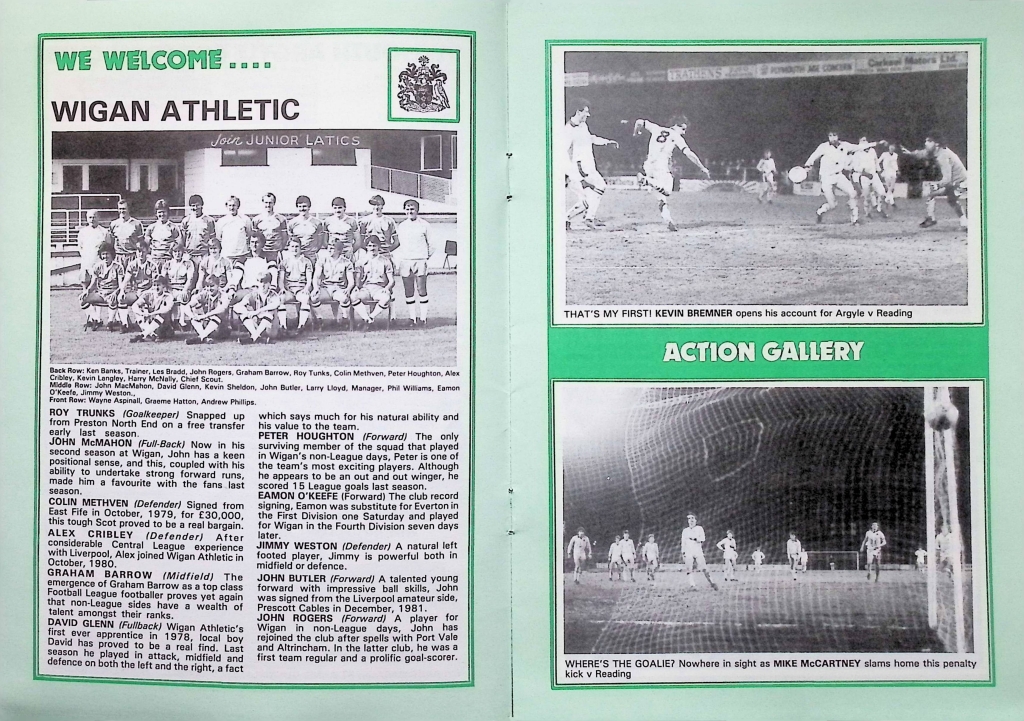 WE WELCOME ....
WIGAN ATHLETIC
Join JUNIOR LATICS
Back Row: Ken Banks, Trainer, Les Bradd, John Rogers, Graham Barrow, Roy Tunks, Colin Methven, Peter Houghton, Alex
Cribley, Kevin Langley, Harry McNally, Chief Scout.
Middle Row: John MacMahon, David Glenn, Kevin Sheldon, John Butler, Larry Lloyd, Manager, Phil Williams, Eamon
O'Keefe, Jimmy Weston.,
Front Row: Wayne Aspinall, Graeme Hatton, Andrew Phillips.
ROY TRUNKS (Goalkeeper) Snapped up
from Preston North End on a free transfer
early last season.
JOHN McMAHON (Full-Back) Now in his
second season at Wigan, John has a keen
positional sense, and this, coupled with his
ability to undertake strong forward runs,
made him a favourite with the fans last
season.
COLIN METHVEN (Defender) Signed from
East Fife in October, 1979, for £30,000,
this tough Scot proved to be a real bargain.
ALEX CRIBLEY (Defender) After
considerable Central League experience
with Liverpool, Alex joined Wigan Athletic in
October, 1980.
GRAHAM BARROW (Midfield) The
emergence of Graham Barrow as a top class
Football League footballer proves yet again
that non-League sides have a wealth of
talent amongst their ranks.
DAVID GLENN (Fullback) Wigan Athletic's
first ever apprentice in 1978, local boy
David has proved to be a real find. Last
season he played in attack, midfield and
defence on both the left and the right, a fact
which says much for his natural ability and
his value to the team.
PETER HOUGHTON (Forward) The only
surviving member of the squad that played
in Wigan's non-League days, Peter is one of
the team's most exciting players. Although
he appears to be an out and out winger, he
scored 15 League goals last season.
EAMON O'KEEFE (Forward) The club record
signing, Eamon was substitute for Everton in
the First Division one Saturday and played
for Wigan in the Fourth Division seven days
later.
JIMMY WESTON (Defender) A natural left
footed player, Jimmy is powerful both in
midfield or defence.
JOHN BUTLER (Forward) A talented young
forward with impressive ball skills, John
was signed from the Liverpool amateur side,
Prescott Cables in December, 1981.
JOHN ROGERS (Forward) A player for
Wigan in non-League days, John has
rejoined the club after spells with Port Vale
and Altrincham. In the latter club, he was a
first team regular and a prolific goal-scorer.
TRATHENS
PLYMOUTH AGE-CONCERN
Carkeel Motors Ltd.
8
THAT'S MY FIRST! KEVIN BREMNER opens his account for Argyle v Reading
ACTION GALLERY
WHERE'S THE GOALIE? Nowhere in sight as MIKE McCARTNEY slams home this penalty
kick v Reading